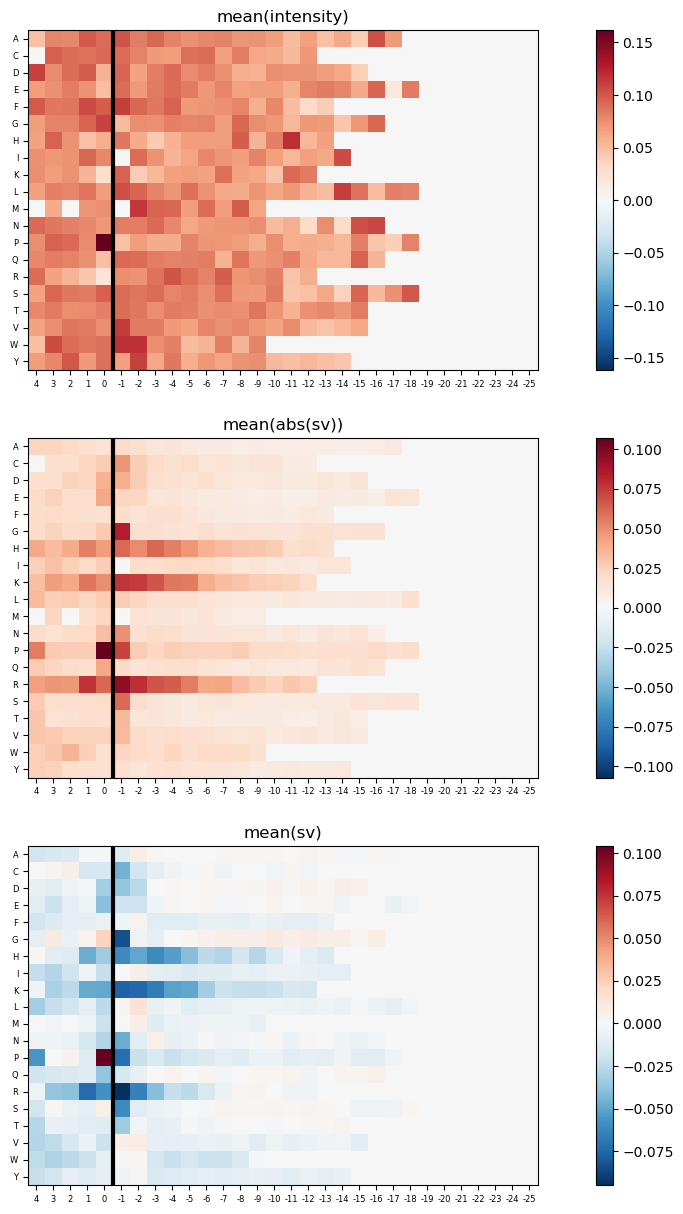 mean(intensity)
A
C
D
E
F
G
H
I
K
L
M
N
P
Q
R
S
T
V
W
Y
4 3 2 1 0 -1 -2 -3 -4 -5 -6 -7 -8 -9 -10 -11 -12 -13 -14 -15 -16 -17 -18 -19 -20 -21 -22 -23 -24 -25
0.15
0.10
0.05
0.00
−0.05
−0.10
−0.15
mean(abs(sv))
A
C
D
E
F
G
H
I
K
L
M
N
P
Q
R
S
T
V
W
Y
4 3 2 1 0 -1 -2 -3 -4 -5 -6 -7 -8 -9 -10 -11 -12 -13 -14 -15 -16 -17 -18 -19 -20 -21 -22 -23 -24 -25
0.100
0.075
0.050
0.025
0.000
−0.025
−0.050
−0.075
−0.100
mean(sv)
A
C
D
E
F
G
H
I
K
L
M
N
P
Q
R
S
T
V
W
Y
4 3 2 1 0 -1 -2 -3 -4 -5 -6 -7 -8 -9 -10 -11 -12 -13 -14 -15 -16 -17 -18 -19 -20 -21 -22 -23 -24 -25
0.100
0.075
0.050
0.025
0.000
−0.025
−0.050
−0.075